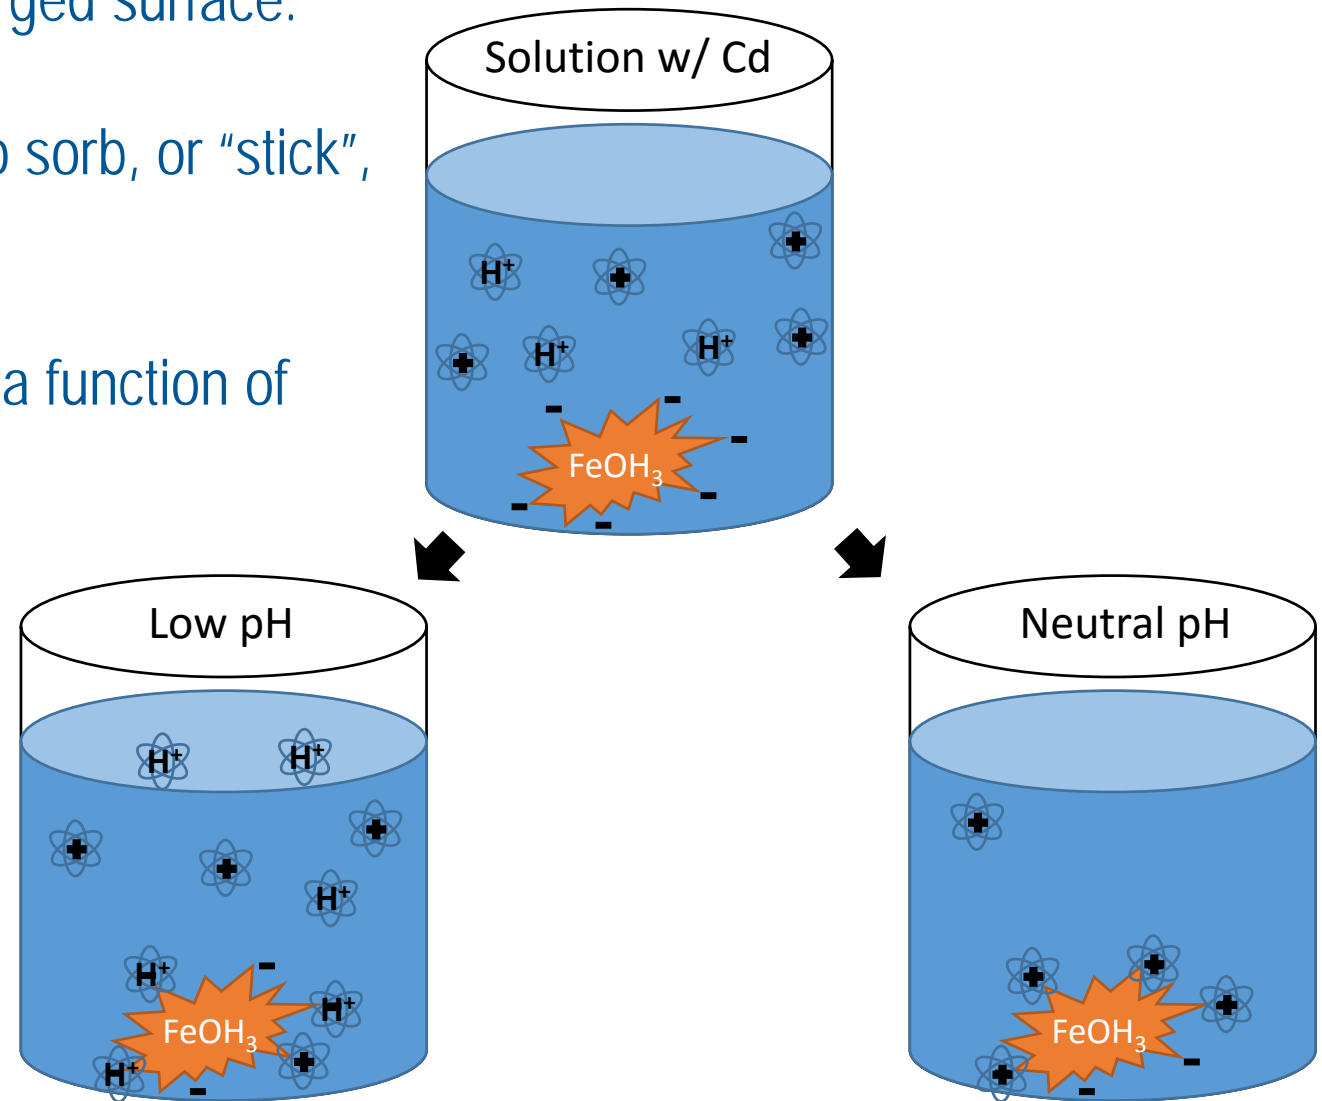 ged surface.
Solution w/ Cd
sorb, or “stick”,
H⁺
H⁺
H⁺
a function of
FeOH₃
Low pH
Neutral pH
H⁺
H⁺
H⁺
H⁺
H⁺
FeOH₃
H⁺
FeOH₃